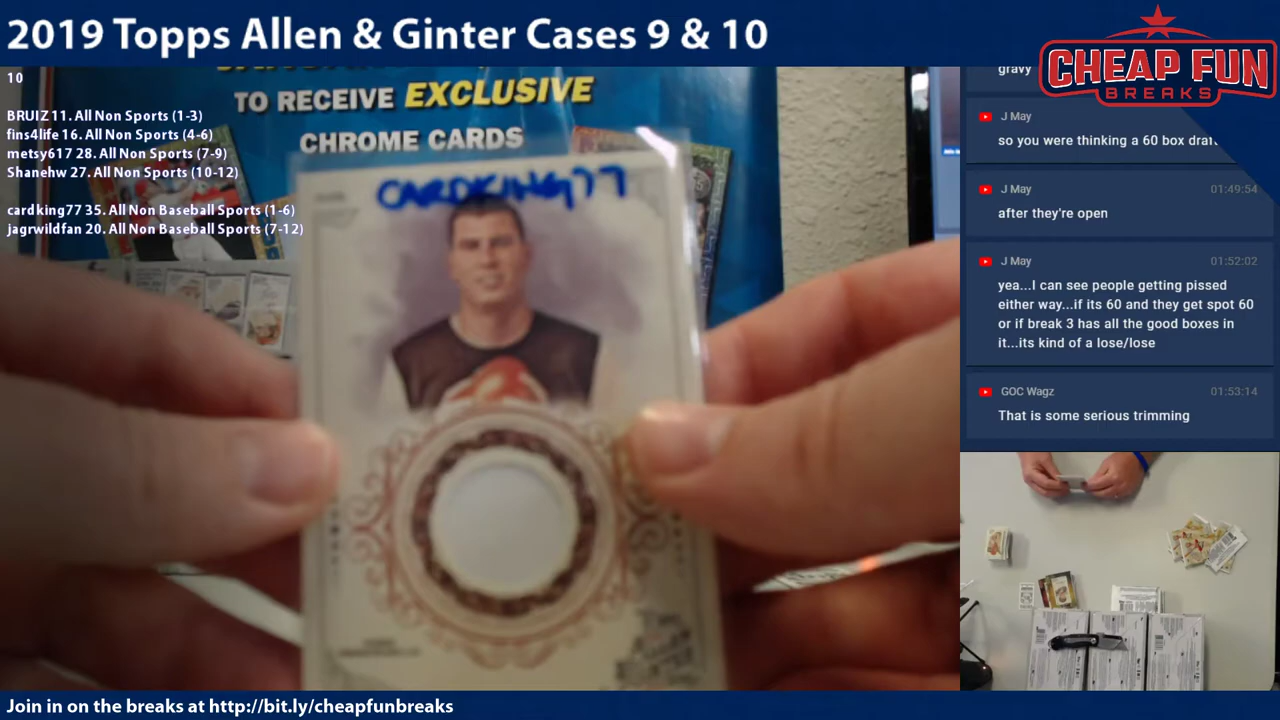 2019 Topps Allen & Ginter Cases 9 & 10
10
BRUIZ 11. All Non Sports (1-3)
fins4life 16. All Non Sports (4-6)
metsy617 28. All Non Sports (7-9)
Shanehw 27. All Non Sports (10-12)
cardking77 35. All Non Baseball Sports (1-6)
jagrwildfan 20. All Non Baseball Sports (7-12)
TO RECEIVE EXCLUSIVE
CHROME CARDS
CARDKING77
CHEAP FUN
BREAKS
gravy
J May
so you were thinking a 60 box draft
J May 01:49:54
after they're open
J May 01:52:02
yea...I can see people getting pissed
either way...if its 60 and they get spot 60
or if break 3 has all the good boxes in
it...its kind of a lose/lose
GOC Wagz 01:53:14
That is some serious trimming
Join in on the breaks at http://bit.ly/cheapfunbreaks